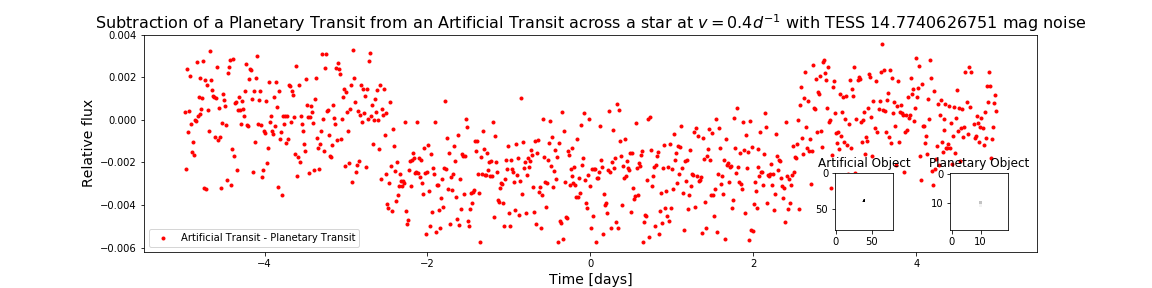 Subtraction of a Planetary Transit from an Artificial Transit across a star at v = 0.4d⁻¹ with TESS 14.7740626751 mag noise
0.004
0.002
0.000
−0.002
−0.004
−0.006
Relative flux
Artificial Object
0
50
0 50
Planetary Object
0
10
0 10
Artificial Transit - Planetary Transit
−4 −2 0 2 4
Time [days]